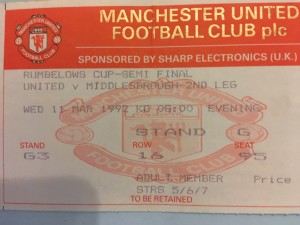 MANCHESTER UNITED
FOOTBALL CLUB plc
SPONSORED BY SHARP ELECTRONICS (U.K.)
RUMBELOWS CUP-SEMI FINAL
UNITED v MIDDLESBROUGH-2ND LEG
WED 11 MAR 1992 KO 08:00 EVENING
STAND G
STAND ROW SEAT
G3 16 95
ADULT-MEMBER Price
STRS 5/6/7
TO BE RETAINED